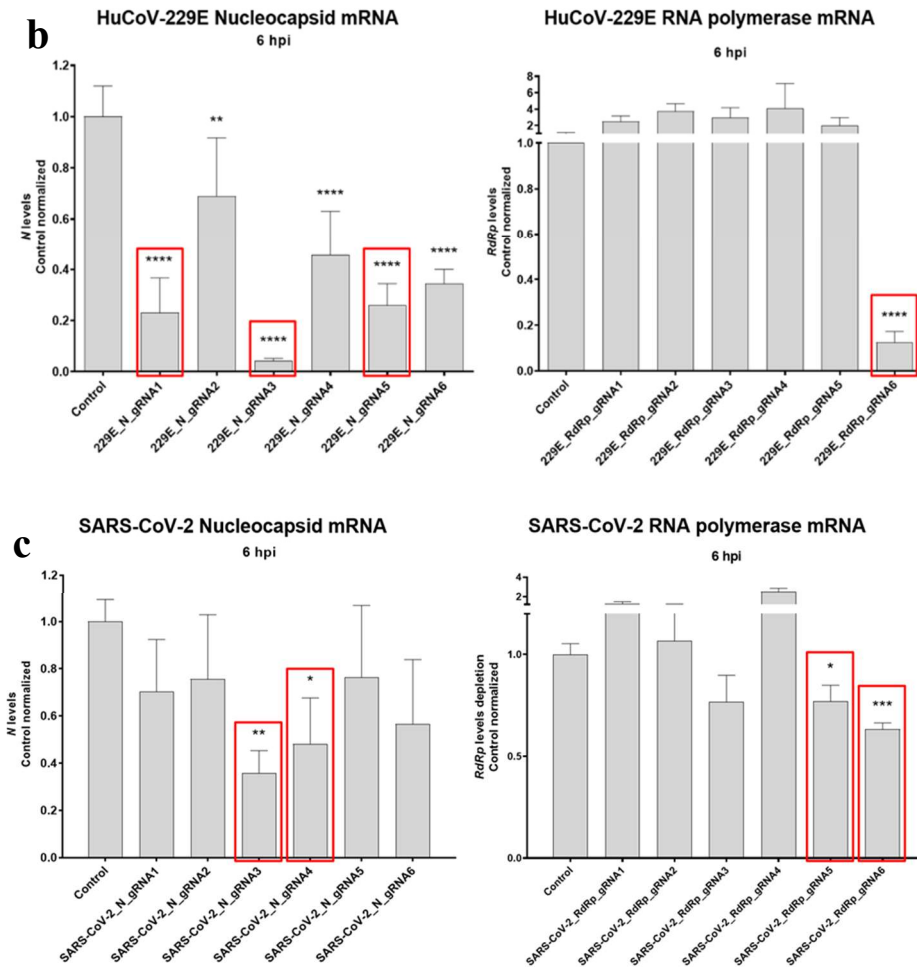 b
HuCoV-229E Nucleocapsid mRNA
6 hpi
N levels
Control normalized
1.2
1.0
0.8
0.6
0.4
0.2
0.0
****
**
****
****
****
****
Control
229E_N_gRNA1
229E_N_gRNA2
229E_N_gRNA3
229E_N_gRNA4
229E_N_gRNA5
229E_N_gRNA6
HuCoV-229E RNA polymerase mRNA
6 hpi
RdRp levels
Control normalized
8
6
4
2
1.0
0.8
0.6
0.4
0.2
0.0
****
Control
229E_RdRp_gRNA1
229E_RdRp_gRNA2
229E_RdRp_gRNA3
229E_RdRp_gRNA4
229E_RdRp_gRNA5
229E_RdRp_gRNA6
c
SARS-CoV-2 Nucleocapsid mRNA
6 hpi
N levels
Control normalized
1.2
1.0
0.8
0.6
0.4
0.2
0.0
**
*
Control
SARS-CoV-2_N_gRNA1
SARS-CoV-2_N_gRNA2
SARS-CoV-2_N_gRNA3
SARS-CoV-2_N_gRNA4
SARS-CoV-2_N_gRNA5
SARS-CoV-2_N_gRNA6
SARS-CoV-2 RNA polymerase mRNA
6 hpi
RdRp levels depletion
Control normalized
4
2
1.0
0.5
0.0
*
***
Control
SARS-CoV-2_RdRp_gRNA1
SARS-CoV-2_RdRp_gRNA2
SARS-CoV-2_RdRp_gRNA3
SARS-CoV-2_RdRp_gRNA4
SARS-CoV-2_RdRp_gRNA5
SARS-CoV-2_RdRp_gRNA6